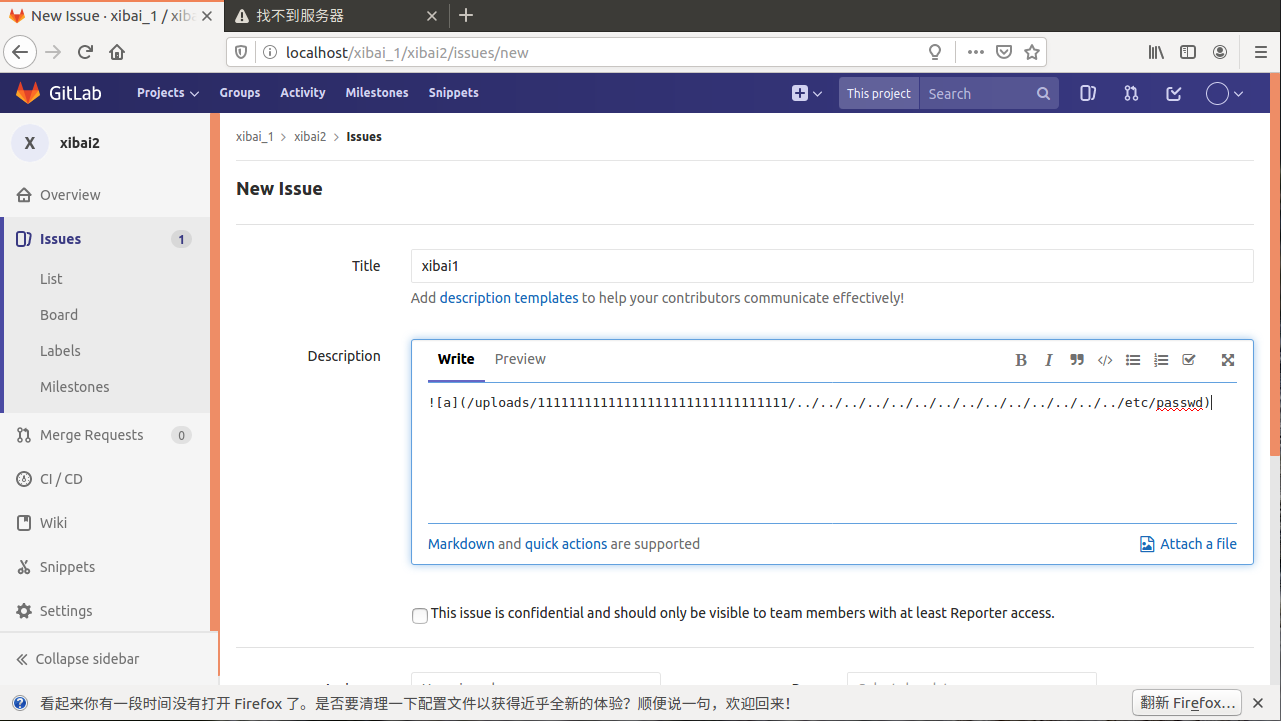 New Issue · xibai_1 / xiba
找不到服务器
localhost/xibai_1/xibai2/issues/new
GitLab
Projects
Groups
Activity
Milestones
Snippets
This project
Search
X
xibai2
Overview
Issues
1
List
Board
Labels
Milestones
Merge Requests
0
CI / CD
Wiki
Snippets
Settings
Collapse sidebar
xibai_1 > xibai2 > Issues
New Issue
Title
xibai1
Add description templates to help your contributors communicate effectively!
Description
Write
Preview
![a](/uploads/11111111111111111111111111111111/../../../../../../../../../../../../../../etc/passwd)
Markdown and quick actions are supported
Attach a file
This issue is confidential and should only be visible to team members with at least Reporter access.
看起来你有一段时间没有打开 Firefox 了。是否要清理一下配置文件以获得近乎全新的体验？顺便说一句，欢迎回来！
翻新 Firefox…